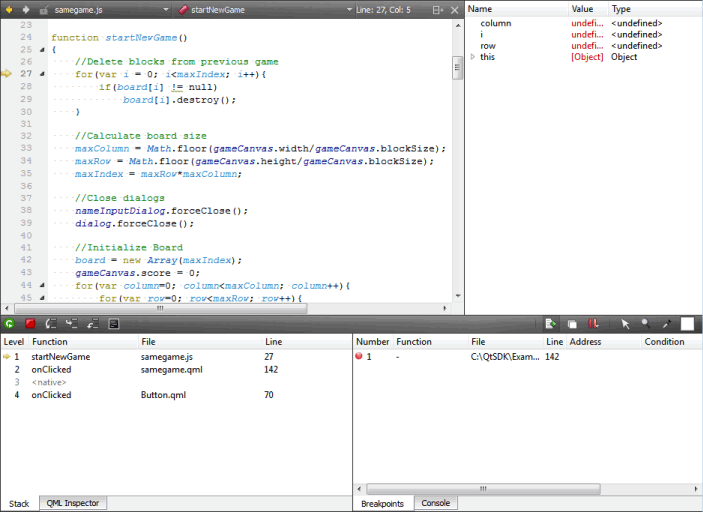 samegame.js startNewGame Line: 27, Col: 5
23
24 function startNewGame()
25 {
26 //Delete blocks from previous game
27 for(var i = 0; i<maxIndex; i++){
28 if(board[i] != null)
29 board[i].destroy();
30 }
31
32 //Calculate board size
33 maxColumn = Math.floor(gameCanvas.width/gameCanvas.blockSize);
34 maxRow = Math.floor(gameCanvas.height/gameCanvas.blockSize);
35 maxIndex = maxRow*maxColumn;
36
37 //Close dialogs
38 nameInputDialog.forceClose();
39 dialog.forceClose();
40
41 //Initialize Board
42 board = new Array(maxIndex);
43 gameCanvas.score = 0;
44 for(var column=0; column<maxColumn; column++){
45 for(var row=0; row<maxRow; row++){
Name Value Type
column undefi... <undefined>
i undefi... <undefined>
row undefi... <undefined>
this [Object] Object
Level Function File Line
1 startNewGame samegame.js 27
2 onClicked samegame.qml 142
3 <native>
4 onClicked Button.qml 70
Stack QML Inspector
Number Function File Line Address Condition
1 - C:\QtSDK\Exam... 142
Breakpoints Console